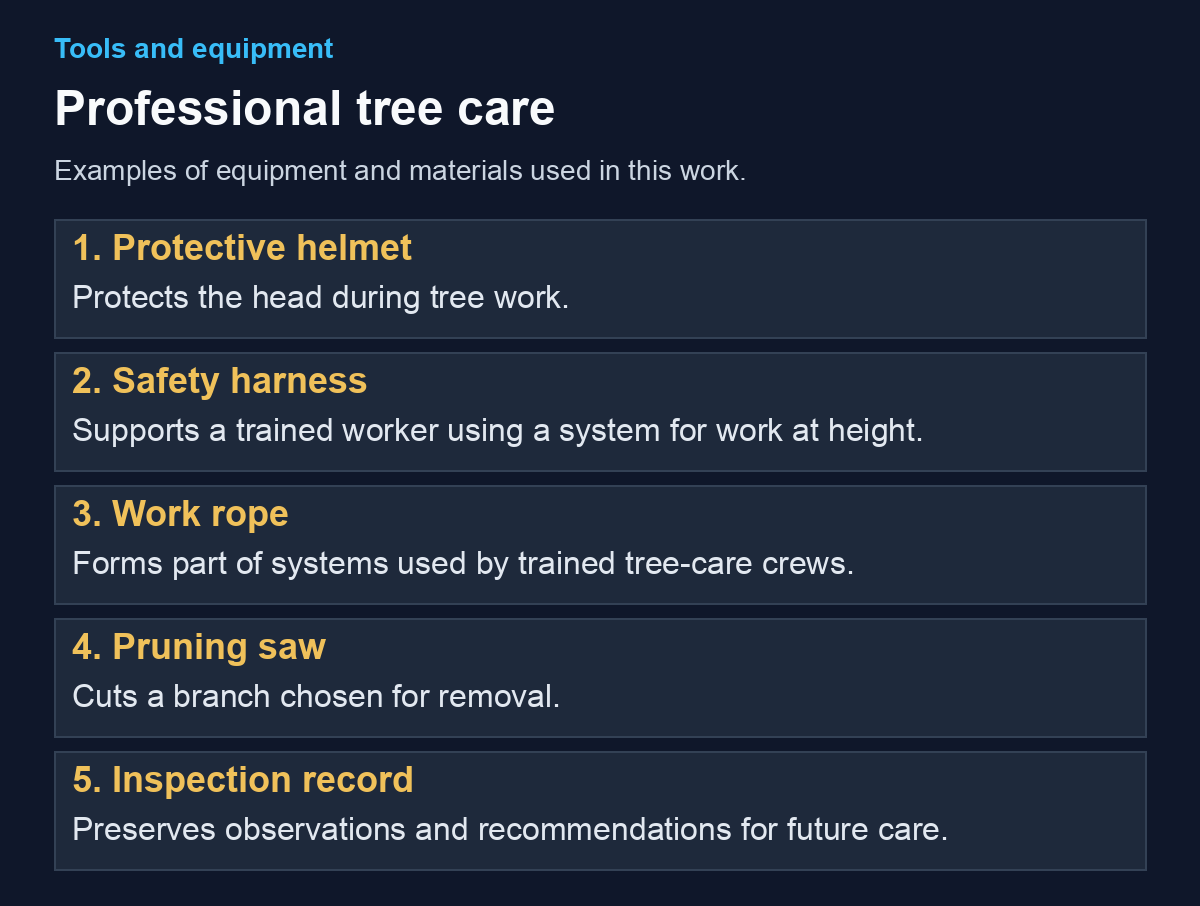 Tools and equipment
Professional tree care
Examples of equipment and materials used in this work.
1. Protective helmet
Protects the head during tree work.
2. Safety harness
Supports a trained worker using a system for work at height.
3. Work rope
Forms part of systems used by trained tree-care crews.
4. Pruning saw
Cuts a branch chosen for removal.
5. Inspection record
Preserves observations and recommendations for future care.